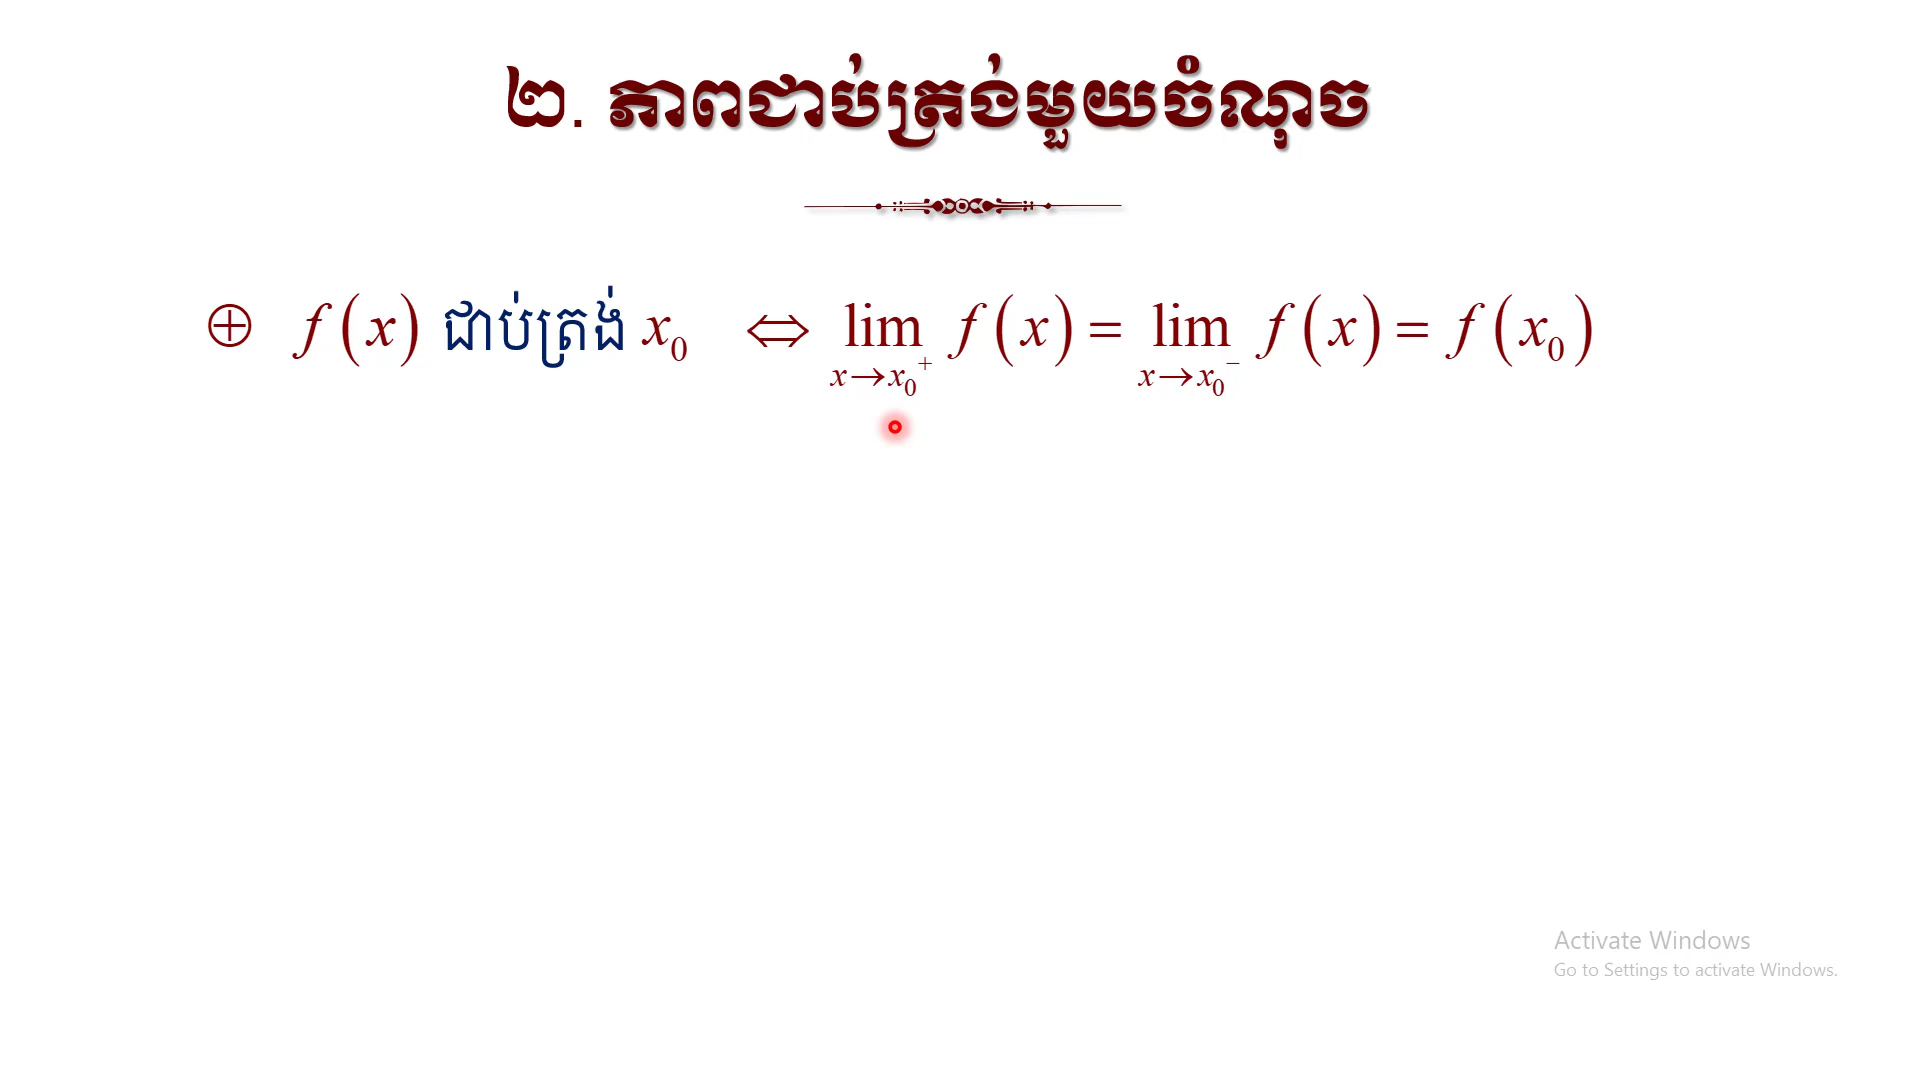 ២. ភាពជាប់ត្រង់មួយចំណុច
⊕ f(x) ជាប់ត្រង់ x₀ ⇔ lim_{x→x₀⁺} f(x) = lim_{x→x₀⁻} f(x) = f(x₀)
Activate Windows
Go to Settings to activate Windows.